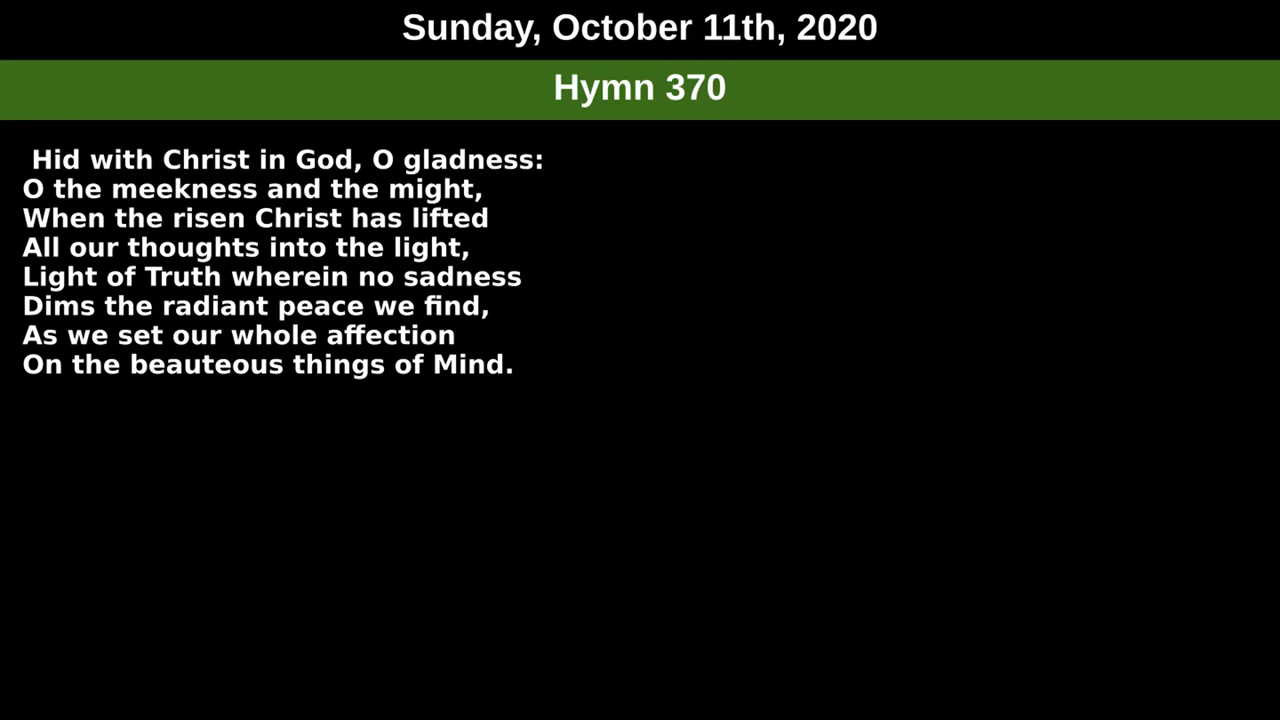 Sunday, October 11th, 2020
Hymn 370
Hid with Christ in God, O gladness:
O the meekness and the might,
When the risen Christ has lifted
All our thoughts into the light,
Light of Truth wherein no sadness
Dims the radiant peace we find,
As we set our whole affection
On the beauteous things of Mind.